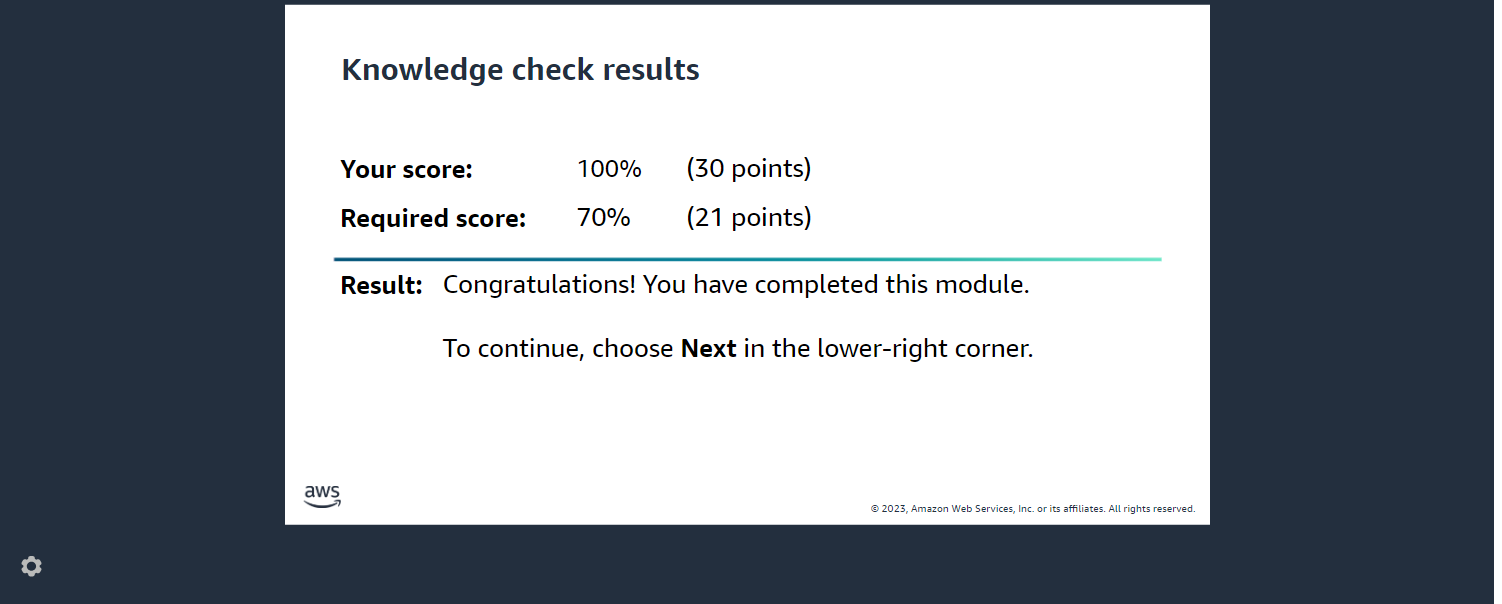 Knowledge check results
Your score: 100% (30 points)
Required score: 70% (21 points)
Result: Congratulations! You have completed this module.
To continue, choose Next in the lower-right corner.
aws
© 2023, Amazon Web Services, Inc. or its affiliates. All rights reserved.